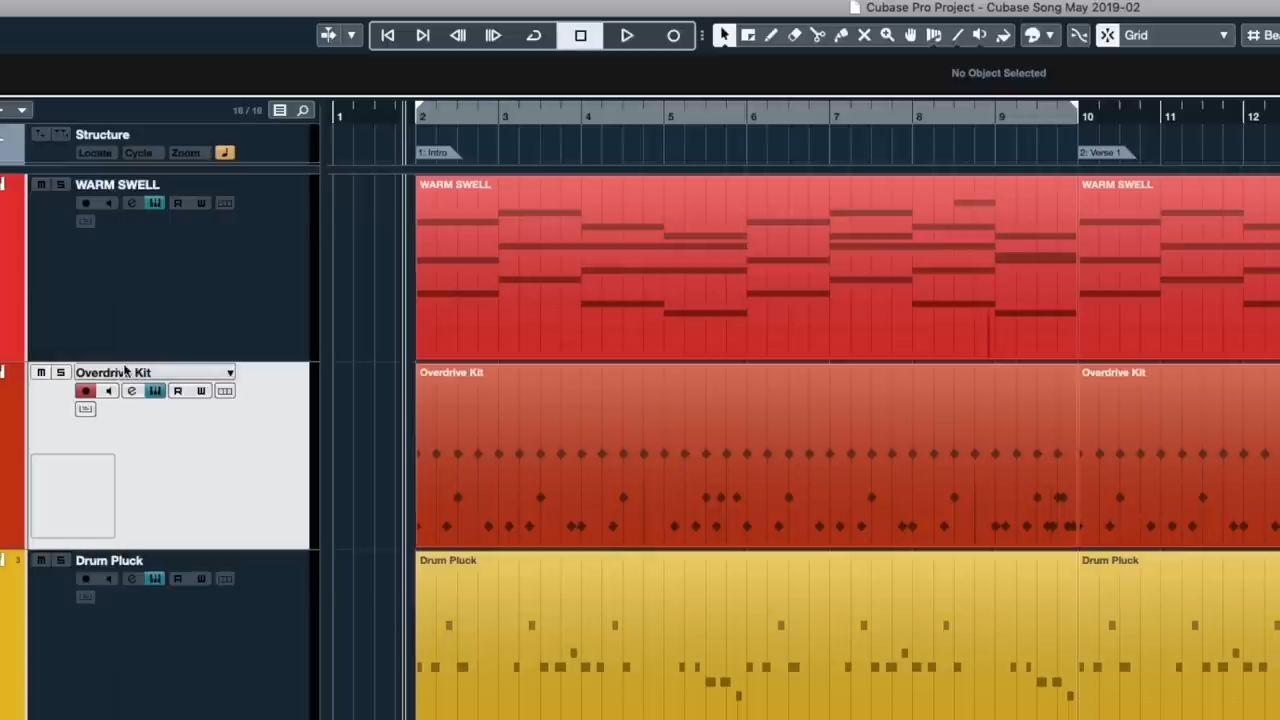 Cubase Pro Project - Cubase Song May 2019-02
Grid
No Object Selected
1 2 3 4 5 6 7 8 9 10 11 12
Structure
Locate Cycle Zoom
1: Intro
2: Verse 1
M S WARM SWELL
e R W
WARM SWELL
WARM SWELL
M S Overdrive Kit
e R W
Overdrive Kit
Overdrive Kit
3 M S Drum Pluck
e R W
Drum Pluck
Drum Pluck